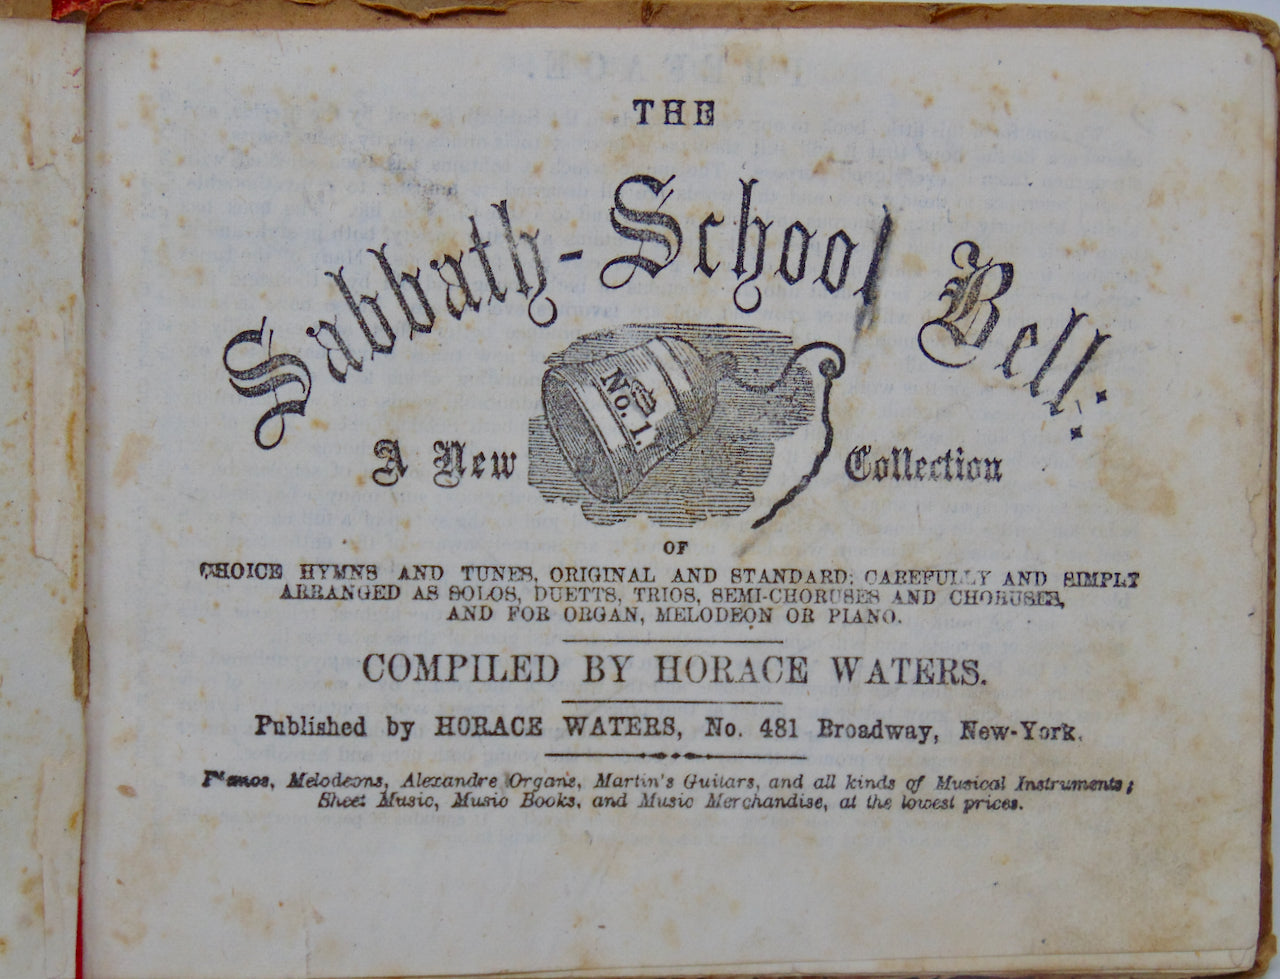 THE
Sabbath-School Bell:
No. 1.
A New Collection
OF
CHOICE HYMNS AND TUNES, ORIGINAL AND STANDARD; CAREFULLY AND SIMPLY
ARRANGED AS SOLOS, DUETTS, TRIOS, SEMI-CHORUSES AND CHORUSES,
AND FOR ORGAN, MELODEON OR PIANO.
COMPILED BY HORACE WATERS.
Published by HORACE WATERS, No. 481 Broadway, New-York.
Pianos, Melodeons, Alexandre Organs, Martin's Guitars, and all kinds of Musical Instruments;
Sheet Music, Music Books, and Music Merchandise, at the lowest prices.